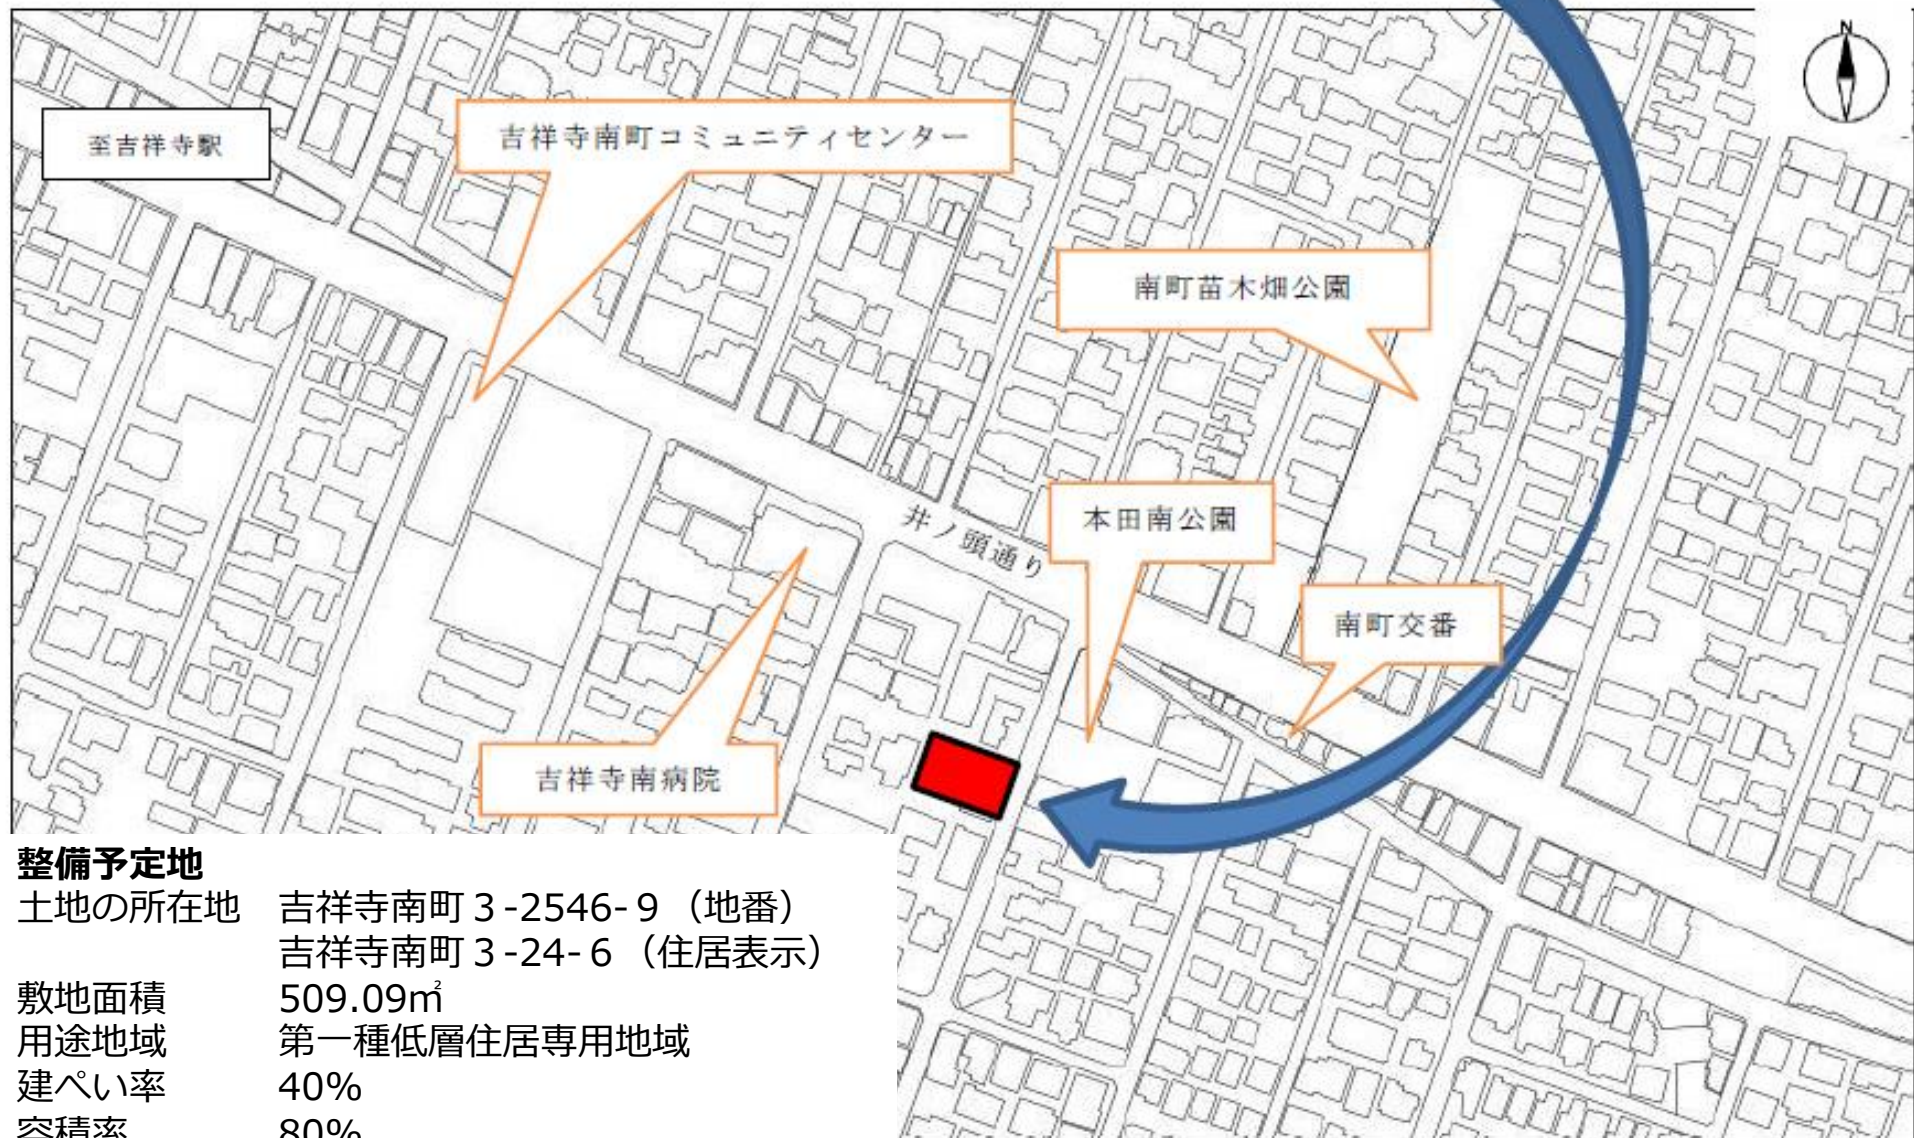 N
至吉祥寺駅
吉祥寺南町コミュニティセンター
南町苗木畑公園
本田南公園
井ノ頭通り
南町交番
吉祥寺南病院
整備予定地
土地の所在地 吉祥寺南町3-2546-9(地番)
吉祥寺南町3-24-6(住居表示)
敷地面積 509.09㎡
用途地域 第一種低層住居専用地域
建ぺい率 40%
容積率 80%